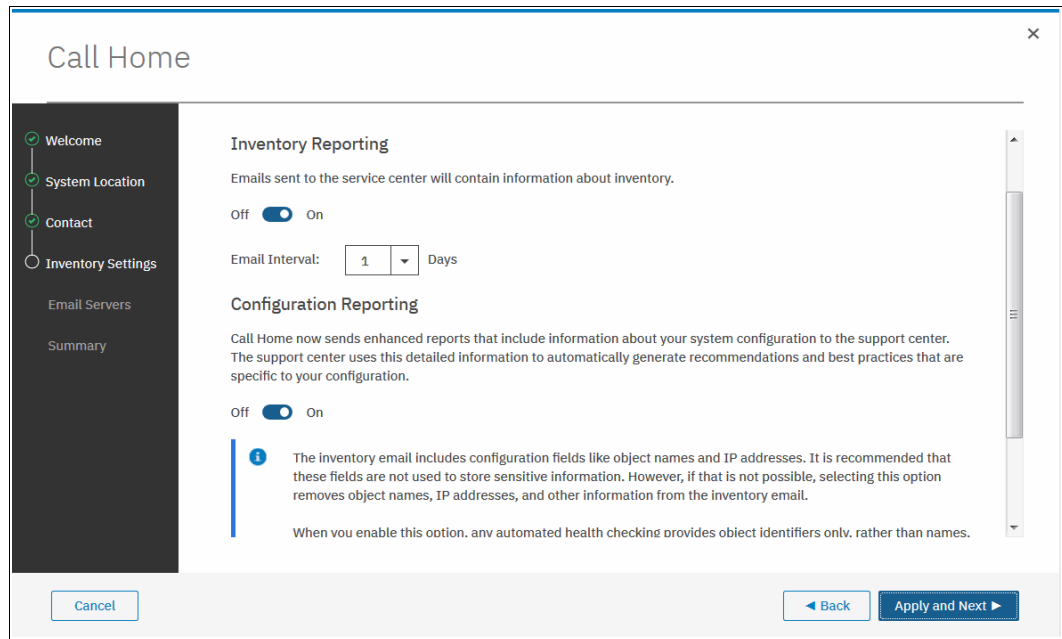 Call Home
Welcome
System Location
Contact
Inventory Settings
Email Servers
Summary
Inventory Reporting
Emails sent to the service center will contain information about inventory.
Off On
Email Interval: 1 Days
Configuration Reporting
Call Home now sends enhanced reports that include information about your system configuration to the support center.
The support center uses this detailed information to automatically generate recommendations and best practices that are
specific to your configuration.
Off On
The inventory email includes configuration fields like object names and IP addresses. It is recommended that
these fields are not used to store sensitive information. However, if that is not possible, selecting this option
removes object names, IP addresses, and other information from the inventory email.
When you enable this option, any automated health checking provides object identifiers only, rather than names,
Cancel
Back
Apply and Next